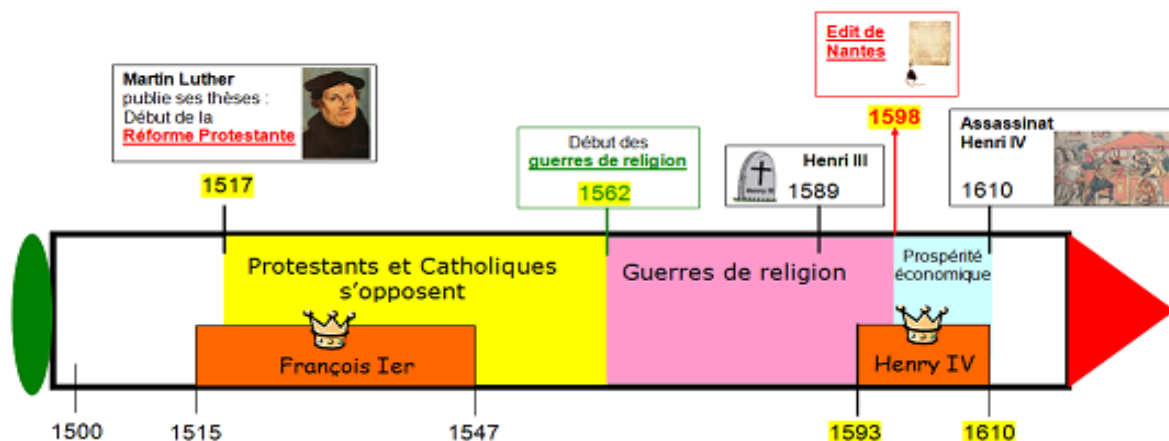 Martin Luther
publie ses thèses :
Début de la
Réforme Protestante
1517
Début des
guerres de religion
1562
Henri III
1589
Edit de
Nantes
1598
Assassinat
Henri IV
1610
Protestants et Catholiques
s'opposent
Guerres de religion
Prospérité
économique
François Ier
Henry IV
1500
1515
1547
1593
1610